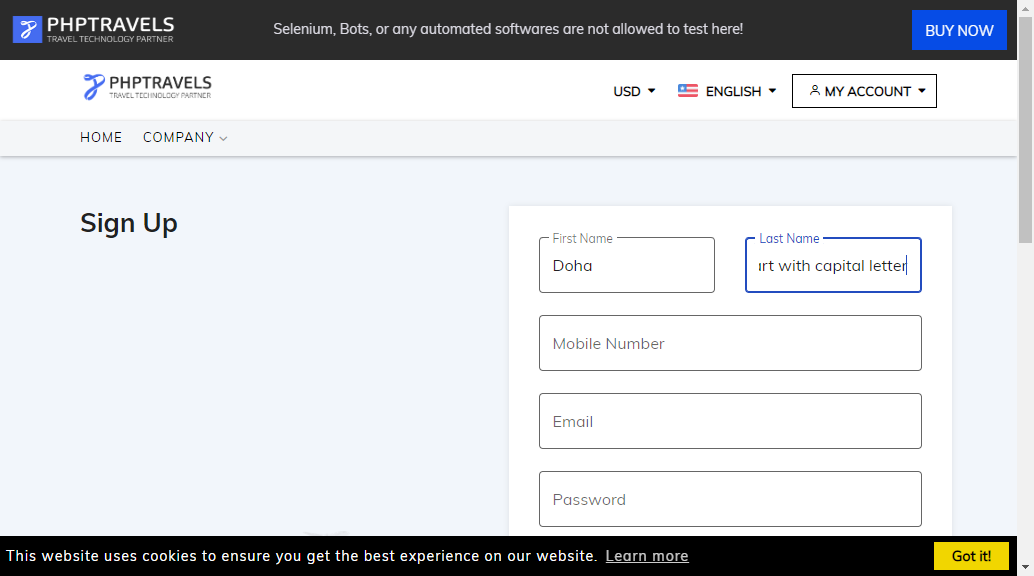 PHPTRAVELS
TRAVEL TECHNOLOGY PARTNER
Selenium, Bots, or any automated softwares are not allowed to test here!
BUY NOW
PHPTRAVELS
TRAVEL TECHNOLOGY PARTNER
USD
ENGLISH
MY ACCOUNT
HOME
COMPANY
Sign Up
First Name
Doha
Last Name
with capital letter
Mobile Number
Email
Password
This website uses cookies to ensure you get the best experience on our website. Learn more
Got it!